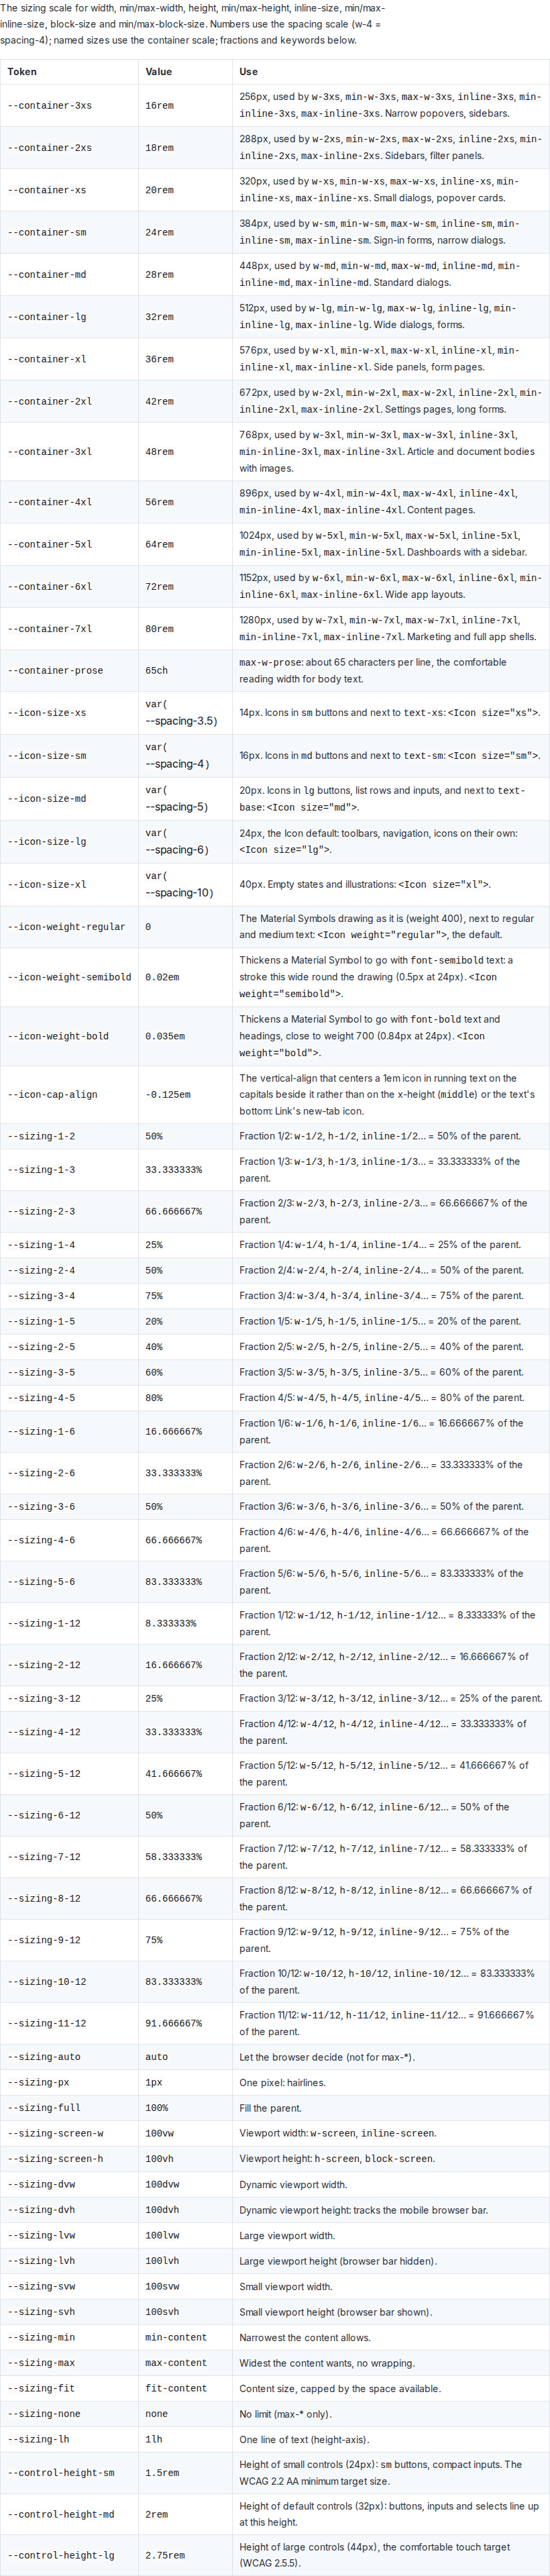 The sizing scale for width, min/max-width, height, min/max-height, inline-size, min/max-
inline-size, block-size and min/max-block-size. Numbers use the spacing scale (w-4 =
spacing-4); named sizes use the container scale; fractions and keywords below.
Token Value Use
--container-3xs 16rem 256px, used by w-3xs, min-w-3xs, max-w-3xs, inline-3xs, min-
inline-3xs, max-inline-3xs. Narrow popovers, sidebars.
--container-2xs 18rem 288px, used by w-2xs, min-w-2xs, max-w-2xs, inline-2xs, min-
inline-2xs, max-inline-2xs. Sidebars, filter panels.
--container-xs 20rem 320px, used by w-xs, min-w-xs, max-w-xs, inline-xs, min-
inline-xs, max-inline-xs. Small dialogs, popover cards.
--container-sm 24rem 384px, used by w-sm, min-w-sm, max-w-sm, inline-sm, min-
inline-sm, max-inline-sm. Sign-in forms, narrow dialogs.
--container-md 28rem 448px, used by w-md, min-w-md, max-w-md, inline-md, min-
inline-md, max-inline-md. Standard dialogs.
--container-lg 32rem 512px, used by w-lg, min-w-lg, max-w-lg, inline-lg, min-
inline-lg, max-inline-lg. Wide dialogs, forms.
--container-xl 36rem 576px, used by w-xl, min-w-xl, max-w-xl, inline-xl, min-
inline-xl, max-inline-xl. Side panels, form pages.
--container-2xl 42rem 672px, used by w-2xl, min-w-2xl, max-w-2xl, inline-2xl, min-
inline-2xl, max-inline-2xl. Settings pages, long forms.
--container-3xl 48rem 768px, used by w-3xl, min-w-3xl, max-w-3xl, inline-3xl,
min-inline-3xl, max-inline-3xl. Article and document bodies
with images.
--container-4xl 56rem 896px, used by w-4xl, min-w-4xl, max-w-4xl, inline-4xl,
min-inline-4xl, max-inline-4xl. Content pages.
--container-5xl 64rem 1024px, used by w-5xl, min-w-5xl, max-w-5xl, inline-5xl,
min-inline-5xl, max-inline-5xl. Dashboards with a sidebar.
--container-6xl 72rem 1152px, used by w-6xl, min-w-6xl, max-w-6xl, inline-6xl, min-
inline-6xl, max-inline-6xl. Wide app layouts.
--container-7xl 80rem 1280px, used by w-7xl, min-w-7xl, max-w-7xl, inline-7xl,
min-inline-7xl, max-inline-7xl. Marketing and full app shells.
--container-prose 65ch max-w-prose: about 65 characters per line, the comfortable
reading width for body text.
--icon-size-xs var(
--spacing-3.5) 14px. Icons in sm buttons and next to text-xs: <Icon size="xs">.
--icon-size-sm var(
--spacing-4) 16px. Icons in md buttons and next to text-sm: <Icon size="sm">.
--icon-size-md var(
--spacing-5) 20px. Icons in lg buttons, list rows and inputs, and next to text-
base: <Icon size="md">.
--icon-size-lg var(
--spacing-6) 24px, the Icon default: toolbars, navigation, icons on their own:
<Icon size="lg">.
--icon-size-xl var(
--spacing-10) 40px. Empty states and illustrations: <Icon size="xl">.
--icon-weight-regular 0 The Material Symbols drawing as it is (weight 400), next to regular
and medium text: <Icon weight="regular">, the default.
--icon-weight-semibold 0.02em Thickens a Material Symbol to go with font-semibold text: a
stroke this wide round the drawing (0.5px at 24px). <Icon
weight="semibold">.
--icon-weight-bold 0.035em Thickens a Material Symbol to go with font-bold text and
headings, close to weight 700 (0.84px at 24px). <Icon
weight="bold">.
--icon-cap-align -0.125em The vertical-align that centers a 1em icon in running text on the
capitals beside it rather than on the x-height (middle) or the text's
bottom: Link's new-tab icon.
--sizing-1-2 50% Fraction 1/2: w-1/2, h-1/2, inline-1/2… = 50% of the parent.
--sizing-1-3 33.333333% Fraction 1/3: w-1/3, h-1/3, inline-1/3… = 33.333333% of the
parent.
--sizing-2-3 66.666667% Fraction 2/3: w-2/3, h-2/3, inline-2/3… = 66.666667% of the
parent.
--sizing-1-4 25% Fraction 1/4: w-1/4, h-1/4, inline-1/4… = 25% of the parent.
--sizing-2-4 50% Fraction 2/4: w-2/4, h-2/4, inline-2/4… = 50% of the parent.
--sizing-3-4 75% Fraction 3/4: w-3/4, h-3/4, inline-3/4… = 75% of the parent.
--sizing-1-5 20% Fraction 1/5: w-1/5, h-1/5, inline-1/5… = 20% of the parent.
--sizing-2-5 40% Fraction 2/5: w-2/5, h-2/5, inline-2/5… = 40% of the parent.
--sizing-3-5 60% Fraction 3/5: w-3/5, h-3/5, inline-3/5… = 60% of the parent.
--sizing-4-5 80% Fraction 4/5: w-4/5, h-4/5, inline-4/5… = 80% of the parent.
--sizing-1-6 16.666667% Fraction 1/6: w-1/6, h-1/6, inline-1/6… = 16.666667% of the
parent.
--sizing-2-6 33.333333% Fraction 2/6: w-2/6, h-2/6, inline-2/6… = 33.333333% of the
parent.
--sizing-3-6 50% Fraction 3/6: w-3/6, h-3/6, inline-3/6… = 50% of the parent.
--sizing-4-6 66.666667% Fraction 4/6: w-4/6, h-4/6, inline-4/6… = 66.666667% of the
parent.
--sizing-5-6 83.333333% Fraction 5/6: w-5/6, h-5/6, inline-5/6… = 83.333333% of the
parent.
--sizing-1-12 8.333333% Fraction 1/12: w-1/12, h-1/12, inline-1/12… = 8.333333% of the
parent.
--sizing-2-12 16.666667% Fraction 2/12: w-2/12, h-2/12, inline-2/12… = 16.666667% of
the parent.
--sizing-3-12 25% Fraction 3/12: w-3/12, h-3/12, inline-3/12… = 25% of the parent.
--sizing-4-12 33.333333% Fraction 4/12: w-4/12, h-4/12, inline-4/12… = 33.333333% of
the parent.
--sizing-5-12 41.666667% Fraction 5/12: w-5/12, h-5/12, inline-5/12… = 41.666667% of
the parent.
--sizing-6-12 50% Fraction 6/12: w-6/12, h-6/12, inline-6/12… = 50% of the
parent.
--sizing-7-12 58.333333% Fraction 7/12: w-7/12, h-7/12, inline-7/12… = 58.333333% of
the parent.
--sizing-8-12 66.666667% Fraction 8/12: w-8/12, h-8/12, inline-8/12… = 66.666667% of
the parent.
--sizing-9-12 75% Fraction 9/12: w-9/12, h-9/12, inline-9/12… = 75% of the
parent.
--sizing-10-12 83.333333% Fraction 10/12: w-10/12, h-10/12, inline-10/12… = 83.333333%
of the parent.
--sizing-11-12 91.666667% Fraction 11/12: w-11/12, h-11/12, inline-11/12… = 91.666667%
of the parent.
--sizing-auto auto Let the browser decide (not for max-*).
--sizing-px 1px One pixel: hairlines.
--sizing-full 100% Fill the parent.
--sizing-screen-w 100vw Viewport width: w-screen, inline-screen.
--sizing-screen-h 100vh Viewport height: h-screen, block-screen.
--sizing-dvw 100dvw Dynamic viewport width.
--sizing-dvh 100dvh Dynamic viewport height: tracks the mobile browser bar.
--sizing-lvw 100lvw Large viewport width.
--sizing-lvh 100lvh Large viewport height (browser bar hidden).
--sizing-svw 100svw Small viewport width.
--sizing-svh 100svh Small viewport height (browser bar shown).
--sizing-min min-content Narrowest the content allows.
--sizing-max max-content Widest the content wants, no wrapping.
--sizing-fit fit-content Content size, capped by the space available.
--sizing-none none No limit (max-* only).
--sizing-lh 1lh One line of text (height-axis).
--control-height-sm 1.5rem Height of small controls (24px): sm buttons, compact inputs. The
WCAG 2.2 AA minimum target size.
--control-height-md 2rem Height of default controls (32px): buttons, inputs and selects line up
at this height.
--control-height-lg 2.75rem Height of large controls (44px), the comfortable touch target
(WCAG 2.5.5).